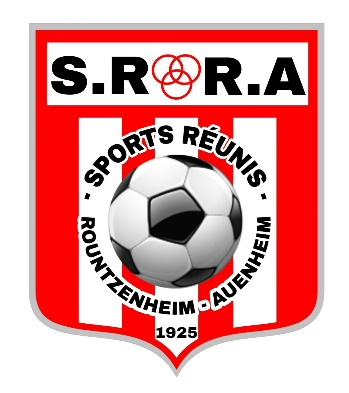 S.R R.A
- SPORTS RÉUNIS -
ROUNTZENHEIM - AUENHEIM
1925